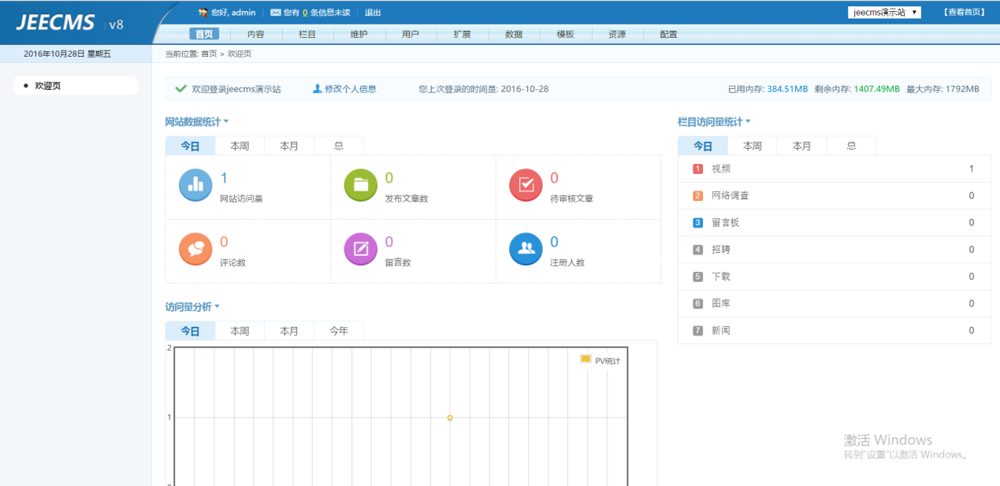 JEECMS v8
您好, admin 您有 0 条信息未读 退出
jeecms演示站 【查看首页】
首页 内容 栏目 维护 用户 扩展 数据 模板 资源 配置
2016年10月28日 星期五
当前位置: 首页 > 欢迎页
欢迎页
欢迎登录jeecms演示站 修改个人信息 您上次登录的时间是: 2016-10-28 已用内存: 384.51MB 剩余内存: 1407.49MB 最大内存: 1792MB
网站数据统计
今日 本周 本月 总
1
网站访问量
0
发布文章数
0
待审核文章
0
评论数
0
留言数
0
注册人数
访问量分析
今日 本周 本月 今年
2
PV统计
1
栏目访问量统计
今日 本周 本月 总
1 视频 1
2 网络调查 0
3 留言板 0
4 招聘 0
5 下载 0
6 图库 0
7 新闻 0
激活 Windows
转到"设置"以激活 Windows。